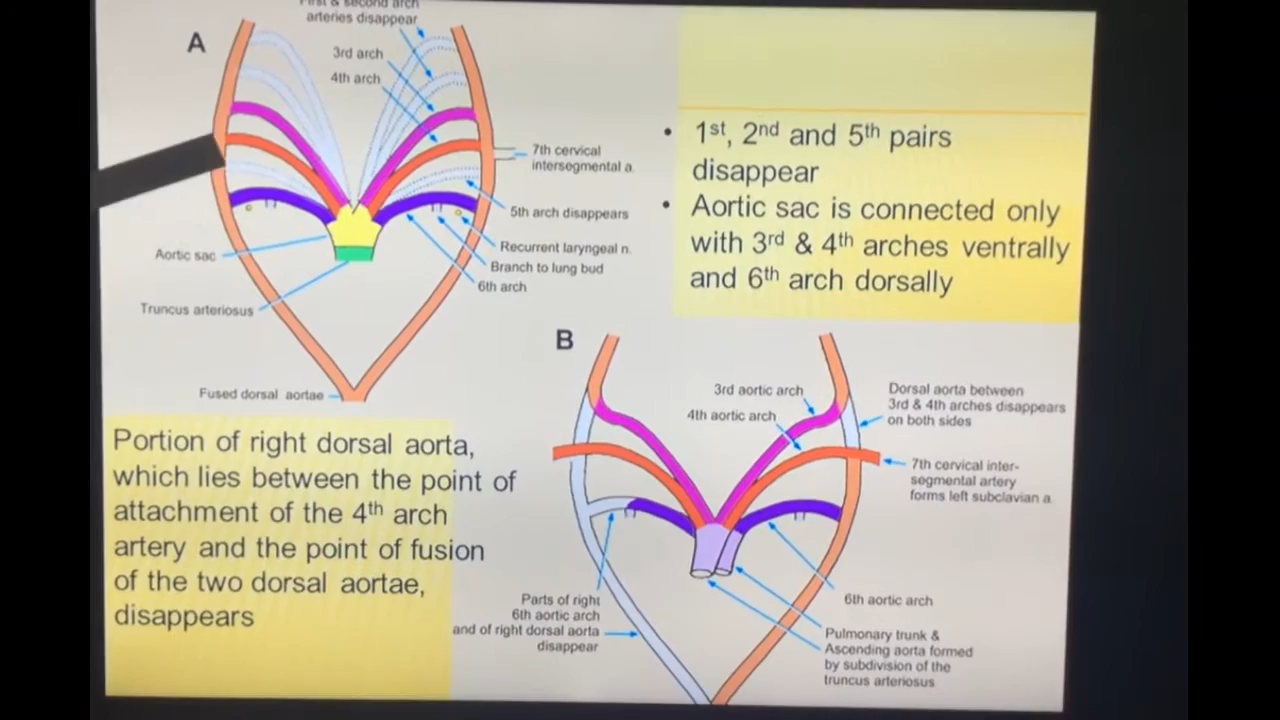 First & second arch
arteries disappear
A
3rd arch
4th arch
7th cervical
intersegmental a.
5th arch disappears
Recurrent laryngeal n.
Branch to lung bud
6th arch
Aortic sac
Truncus arteriosus
Fused dorsal aortae
• 1st, 2nd and 5th pairs
disappear
• Aortic sac is connected only
with 3rd & 4th arches ventrally
and 6th arch dorsally
Portion of right dorsal aorta,
which lies between the point of
attachment of the 4th arch
artery and the point of fusion
of the two dorsal aortae,
disappears
B
3rd aortic arch
4th aortic arch
Dorsal aorta between
3rd & 4th arches disappears
on both sides
7th cervical inter-
segmental artery
forms left subclavian a.
Parts of right
6th aortic arch
and of right dorsal aorta
disappear
6th aortic arch
Pulmonary trunk &
Ascending aorta formed
by subdivision of the
truncus arteriosus